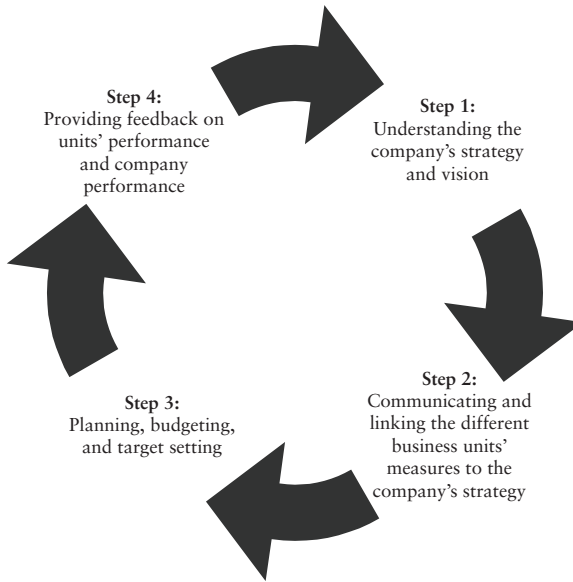 Step 1:
Understanding the
company’s strategy
and vision
Step 2:
Communicating and
linking the different
business units’
measures to the
company’s strategy
Step 3:
Planning, budgeting,
and target setting
Step 4:
Providing feedback on
units’ performance
and company
performance